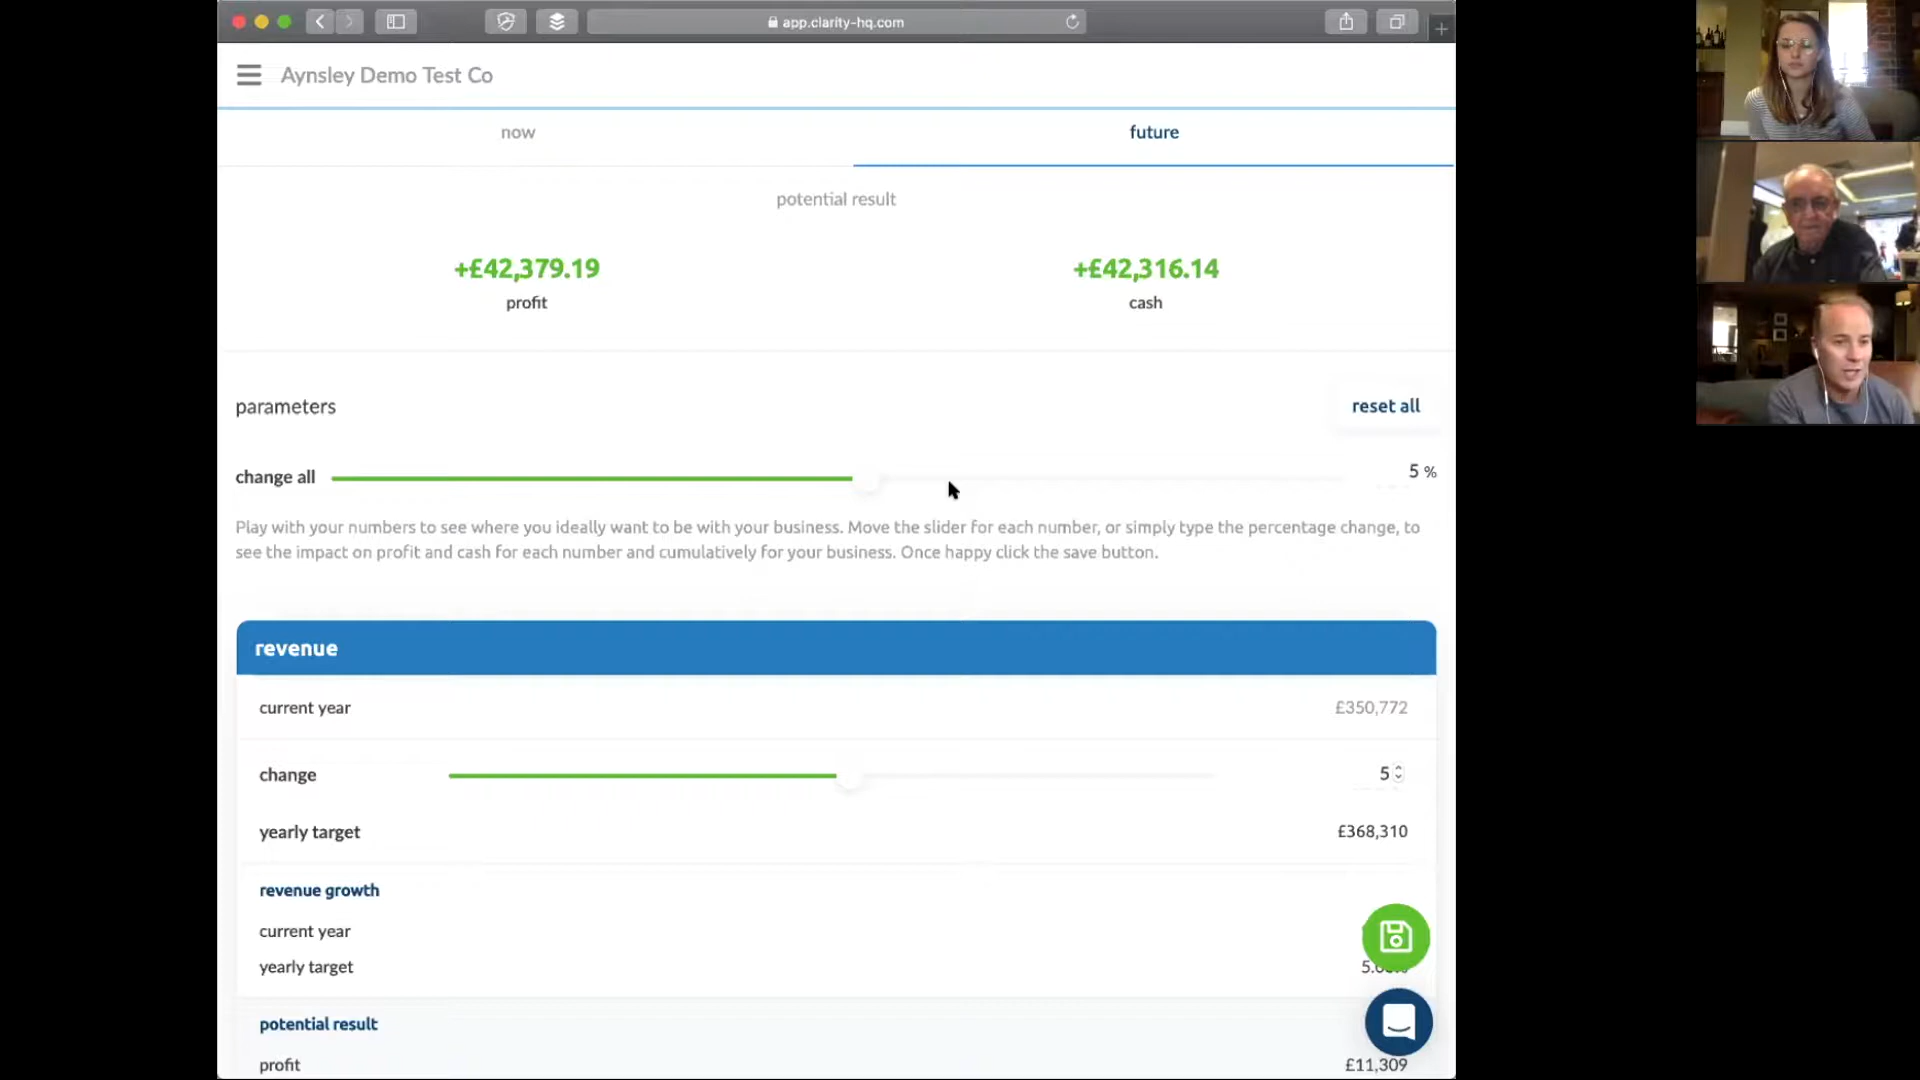 app.clarity-hq.com
Aynsley Demo Test Co
now
future
potential result
+£42,379.19
profit
+£42,316.14
cash
parameters
reset all
change all
5 %
Play with your numbers to see where you ideally want to be with your business. Move the slider for each number, or simply type the percentage change, to
see the impact on profit and cash for each number and cumulatively for your business. Once happy click the save button.
revenue
current year
£350,772
change
5
yearly target
£368,310
revenue growth
current year
yearly target
potential result
profit
£11,309